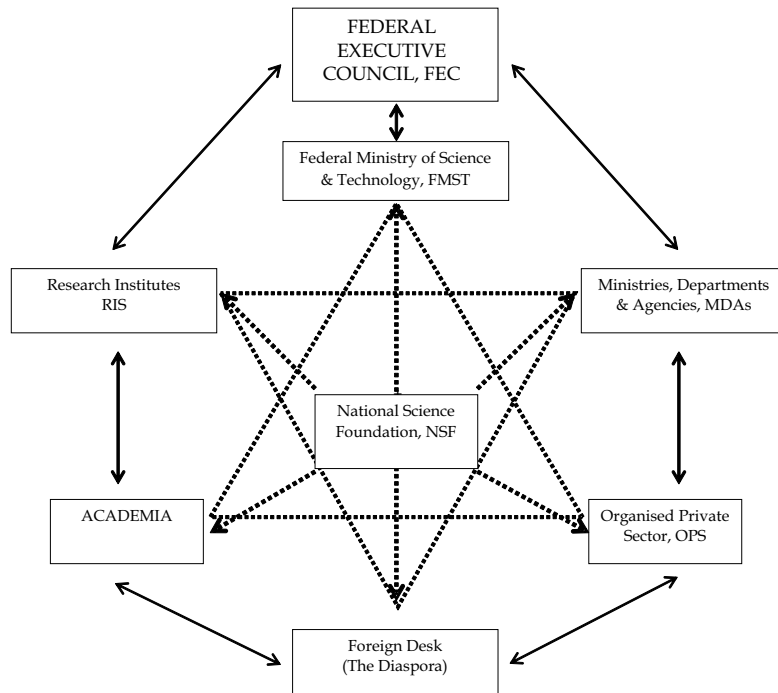 FEDERAL
EXECUTIVE
COUNCIL, FEC
Federal Ministry of Science
& Technology, FMST
Research Institutes
RIS
Ministries, Departments
& Agencies, MDAs
National Science
Foundation, NSF
ACADEMIA
Organised Private
Sector, OPS
Foreign Desk
(The Diaspora)